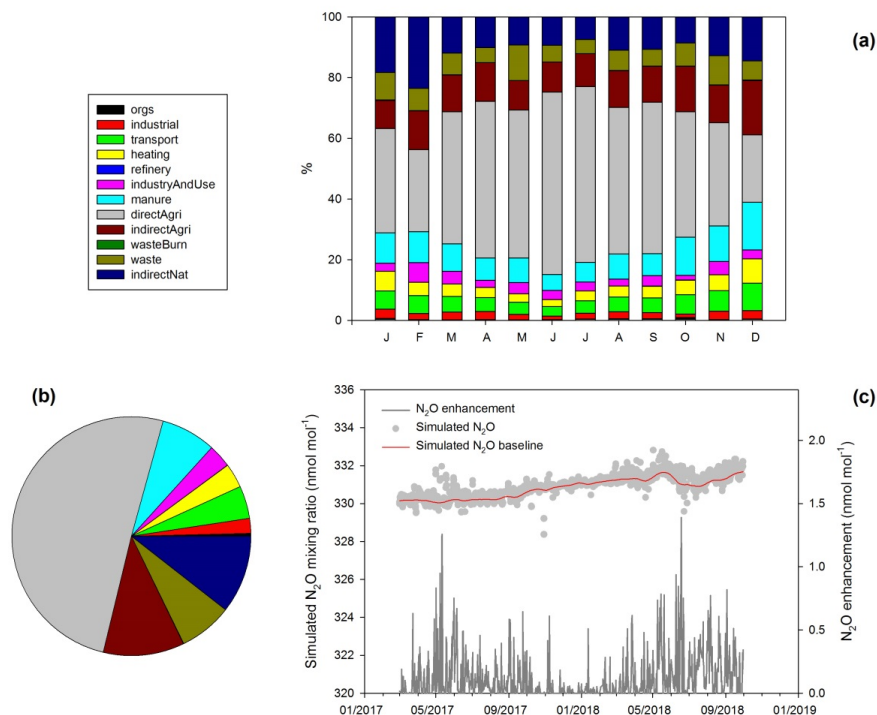 (a)
100
80
60
40
20
0
%
J F M A M J J A S O N D
orgs
industrial
transport
heating
refinery
industryAndUse
manure
directAgri
indirectAgri
wasteBurn
waste
indirectNat
(b)
(c)
N₂O enhancement
Simulated N₂O
Simulated N₂O baseline
336
334
332
330
328
326
324
322
320
Simulated N₂O mixing ratio (nmol mol⁻¹)
2.0
1.5
1.0
0.5
0.0
N₂O enhancement (nmol mol⁻¹)
01/2017 05/2017 09/2017 01/2018 05/2018 09/2018 01/2019